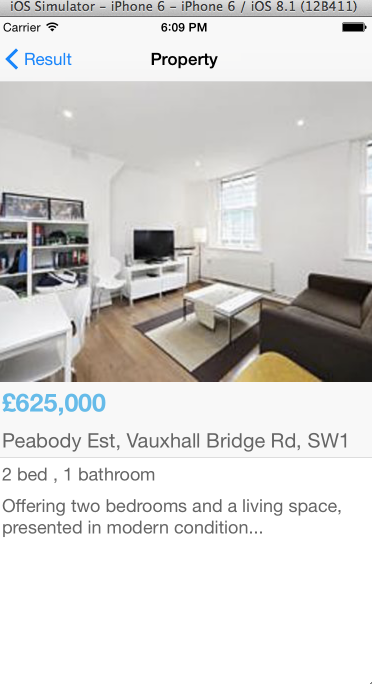 iOS Simulator – iPhone 6 – iPhone 6 / iOS 8.1 (12B411)
Carrier 6:09 PM
Result Property
£625,000
Peabody Est, Vauxhall Bridge Rd, SW1
2 bed , 1 bathroom
Offering two bedrooms and a living space,
presented in modern condition...